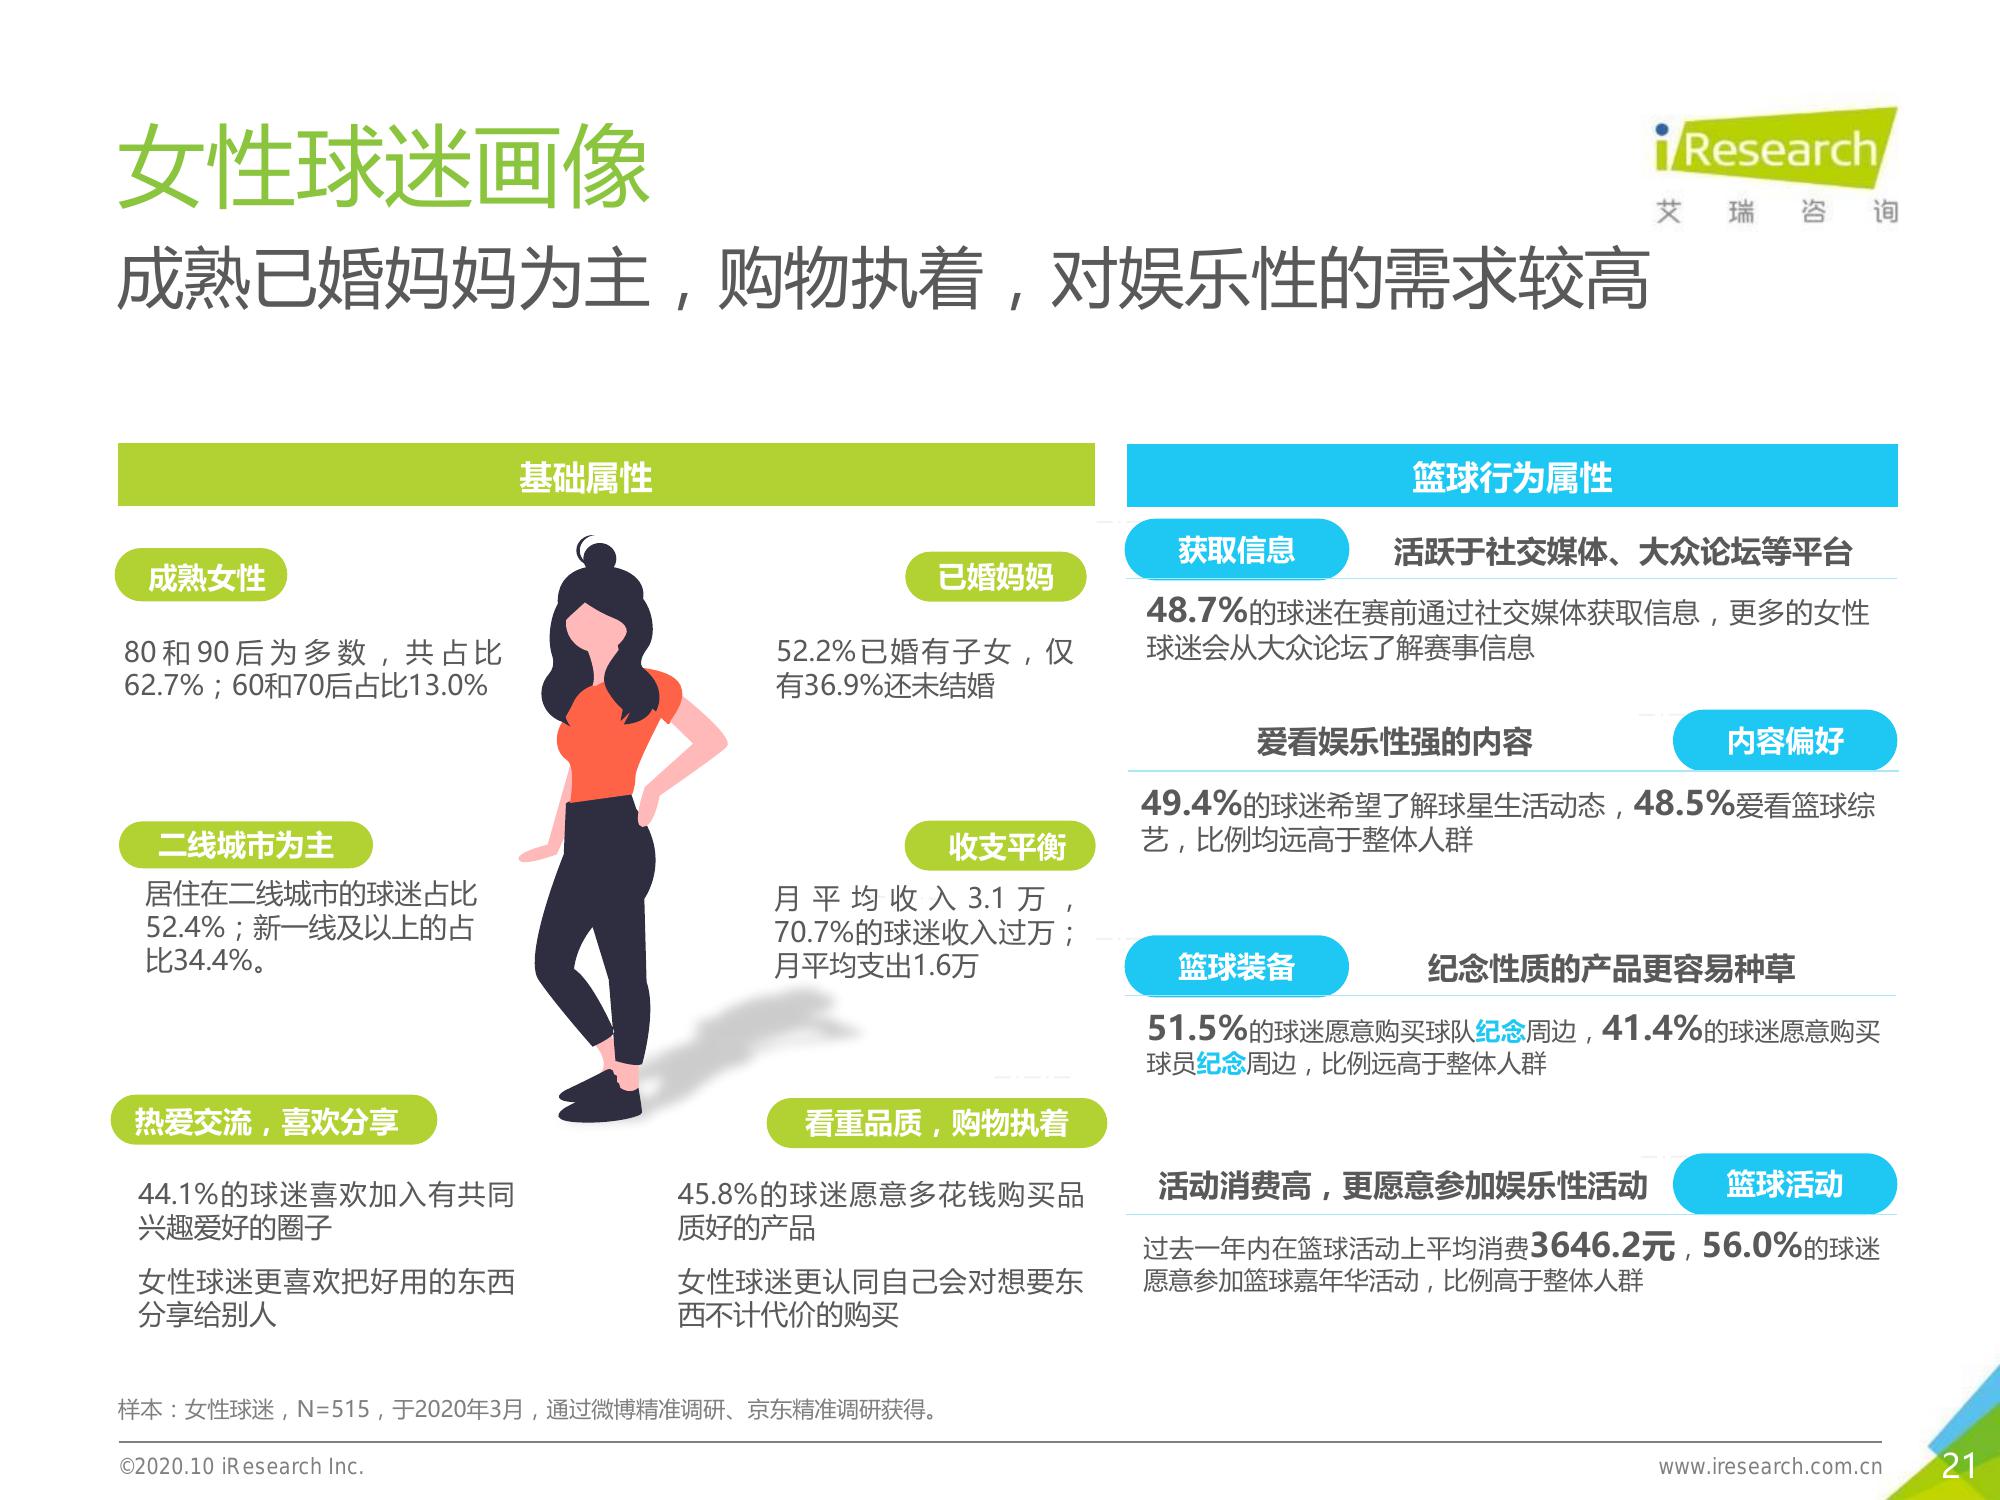 女性球迷画像
iResearch
艾瑞咨询
成熟已婚妈妈为主，购物执着，对娱乐性的需求较高
基础属性
成熟女性
80和90后为多数，共占比
62.7%；60和70后占比13.0%
已婚妈妈
52.2%已婚有子女，仅
有36.9%还未结婚
二线城市为主
居住在二线城市的球迷占比
52.4%；新一线及以上的占
比34.4%。
收支平衡
月平均收入3.1万，
70.7%的球迷收入过万；
月平均支出1.6万
热爱交流，喜欢分享
44.1%的球迷喜欢加入有共同
兴趣爱好的圈子
女性球迷更喜欢把好用的东西
分享给别人
看重品质，购物执着
45.8%的球迷愿意多花钱购买品
质好的产品
女性球迷更认同自己会对想要东
西不计代价的购买
篮球行为属性
获取信息
活跃于社交媒体、大众论坛等平台
48.7%的球迷在赛前通过社交媒体获取信息，更多的女性
球迷会从大众论坛了解赛事信息
爱看娱乐性强的内容
内容偏好
49.4%的球迷希望了解球星生活动态，48.5%爱看篮球综
艺，比例均远高于整体人群
篮球装备
纪念性质的产品更容易种草
51.5%的球迷愿意购买球队纪念周边，41.4%的球迷愿意购买
球员纪念周边，比例远高于整体人群
活动消费高，更愿意参加娱乐性活动
篮球活动
过去一年内在篮球活动上平均消费3646.2元，56.0%的球迷
愿意参加篮球嘉年华活动，比例高于整体人群
样本：女性球迷，N=515，于2020年3月，通过微博精准调研、京东精准调研获得。
©2020.10 iResearch Inc.
www.iresearch.com.cn
21